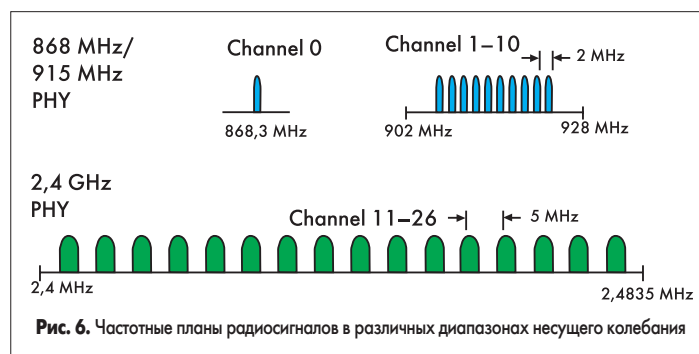 868 MHz/
915 MHz
PHY
Channel 0
868,3 MHz
Channel 1–10
2 MHz
902 MHz
928 MHz
2,4 GHz
PHY
Channel 11–26
5 MHz
2,4 MHz
2,4835 MHz
Рис. 6. Частотные планы радиосигналов в различных диапазонах несущего колебания